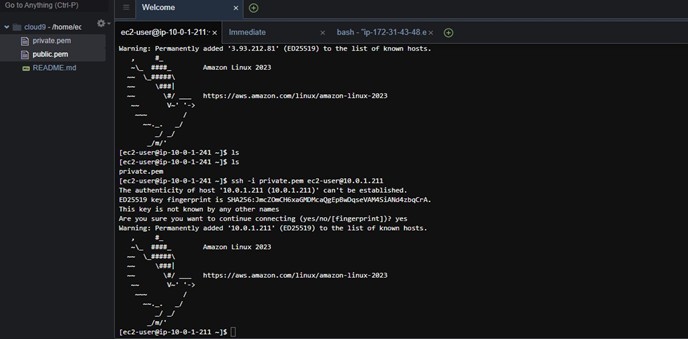 Go to Anything (Ctrl-P)
Welcome
cloud9 - /home/ec
private.pem
public.pem
README.md
ec2-user@ip-10-0-1-211:
Immediate
bash - "ip-172-31-43-48.e
Warning: Permanently added '3.93.212.81' (ED25519) to the list of known hosts.
   ,     #_
   ~\_  ####_        Amazon Linux 2023
  ~~  \_#####\
  ~~     \###|
  ~~       \#/ ___   https://aws.amazon.com/linux/amazon-linux-2023
   ~~       V~' '->
    ~~~         /
      ~~._.   _/
         _/ _/
       _/m/'
[ec2-user@ip-10-0-1-241 ~]$ ls
[ec2-user@ip-10-0-1-241 ~]$ ls
private.pem
[ec2-user@ip-10-0-1-241 ~]$ ssh -i private.pem ec2-user@10.0.1.211
The authenticity of host '10.0.1.211 (10.0.1.211)' can't be established.
ED25519 key fingerprint is SHA256:JmcZOmCH6xaGMDMcaQgEpBwDqseVAM4SiANd4zbqCrA.
This key is not known by any other names
Are you sure you want to continue connecting (yes/no/[fingerprint])? yes
Warning: Permanently added '10.0.1.211' (ED25519) to the list of known hosts.
   ,     #_
   ~\_  ####_        Amazon Linux 2023
  ~~  \_#####\
  ~~     \###|
  ~~       \#/ ___   https://aws.amazon.com/linux/amazon-linux-2023
   ~~       V~' '->
    ~~~         /
      ~~._.   _/
         _/ _/
       _/m/'
[ec2-user@ip-10-0-1-211 ~]$